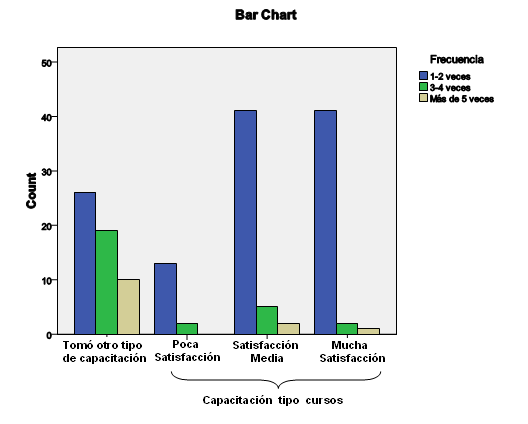 Bar Chart
Frecuencia
1-2 veces
3-4 veces
Más de 5 veces
Count
50
40
30
20
10
0
Tomó otro tipo
de capacitación
Poca
Satisfacción
Satisfacción
Media
Mucha
Satisfacción
Capacitación tipo cursos